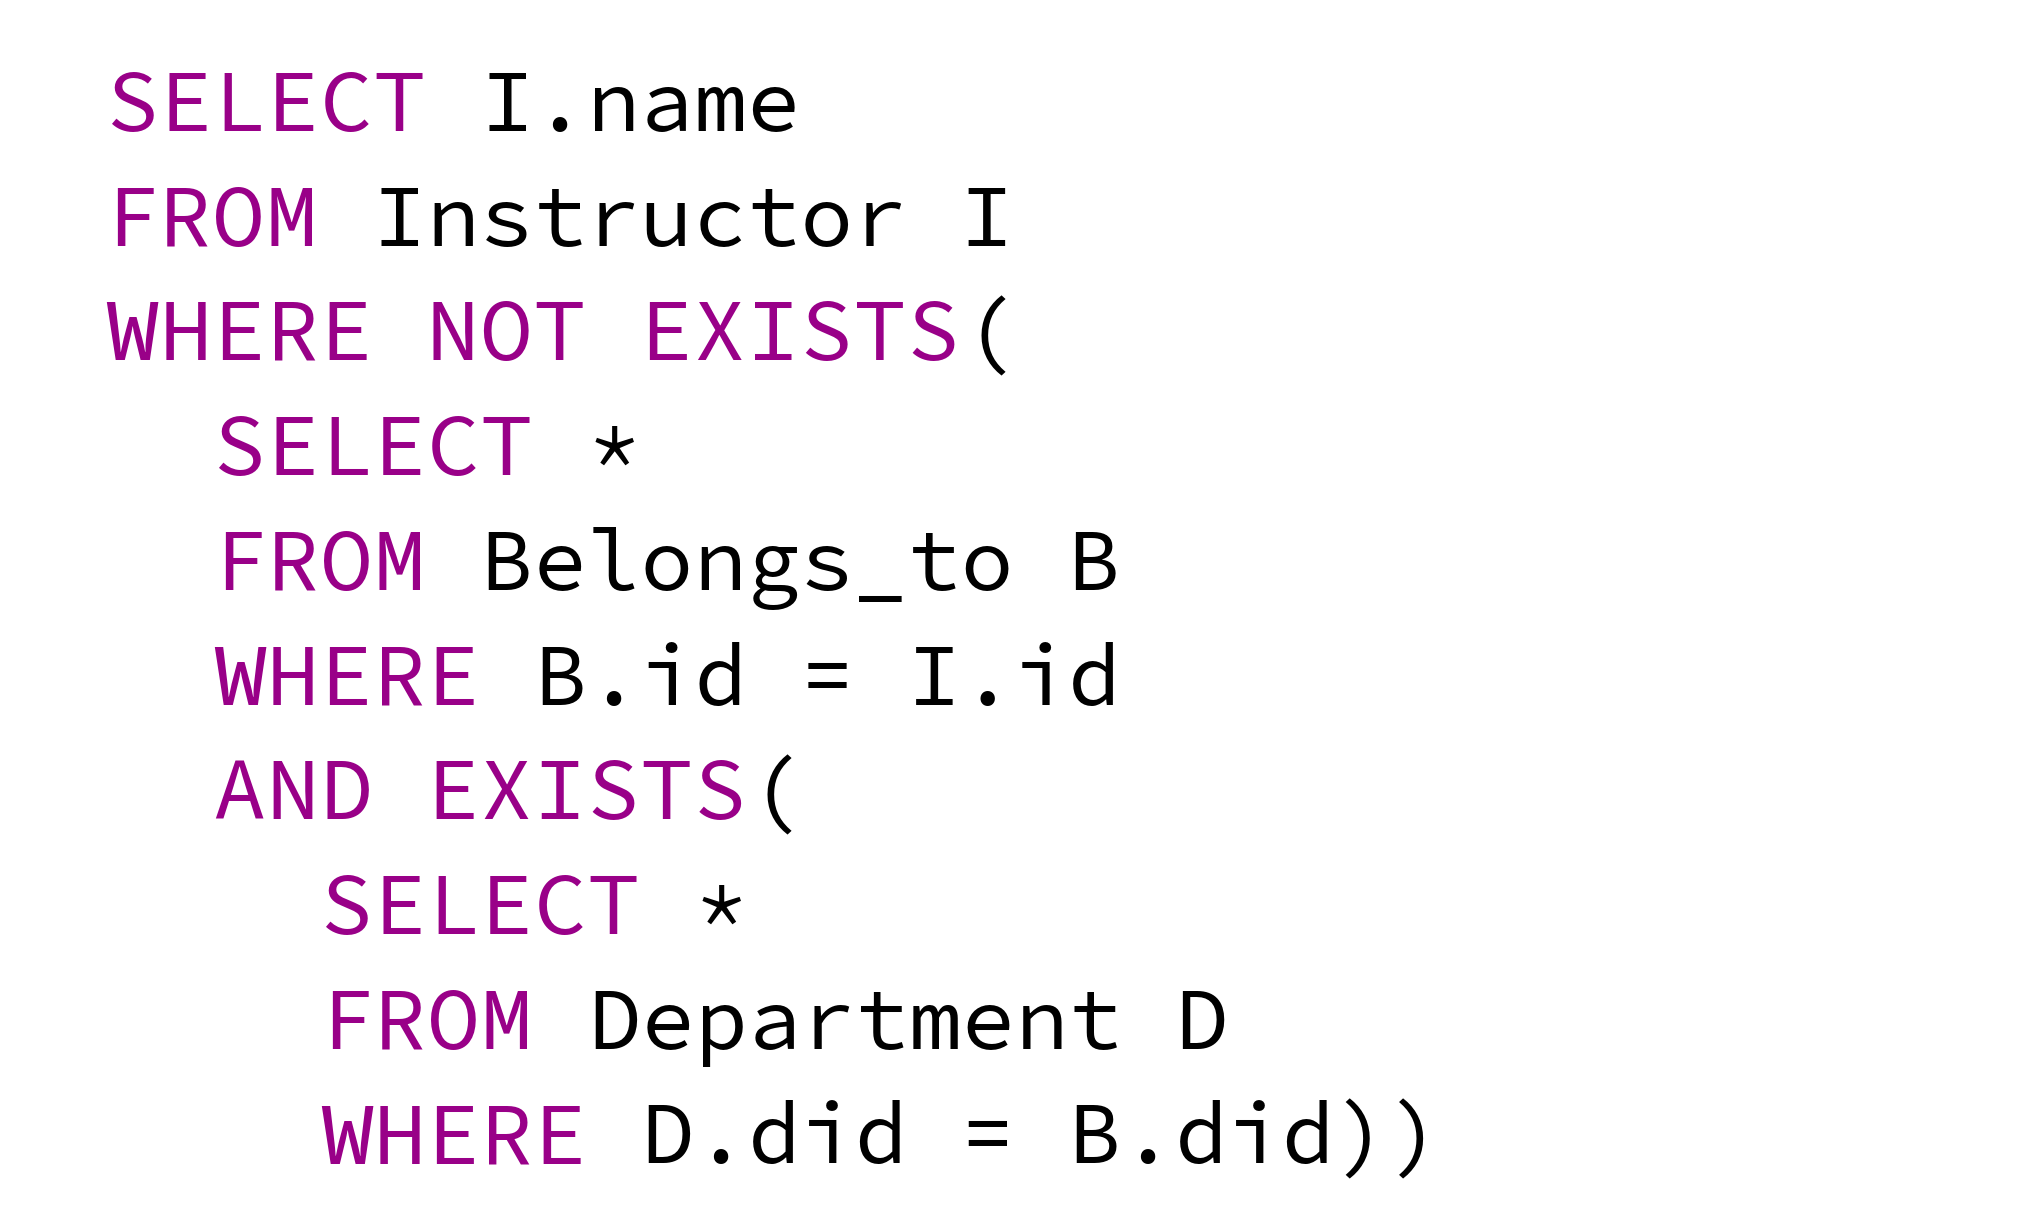 SELECT I.name
FROM Instructor I
WHERE NOT EXISTS(
SELECT *
FROM Belongs_to B
WHERE B.id = I.id
AND EXISTS(
SELECT *
FROM Department D
WHERE D.did = B.did))